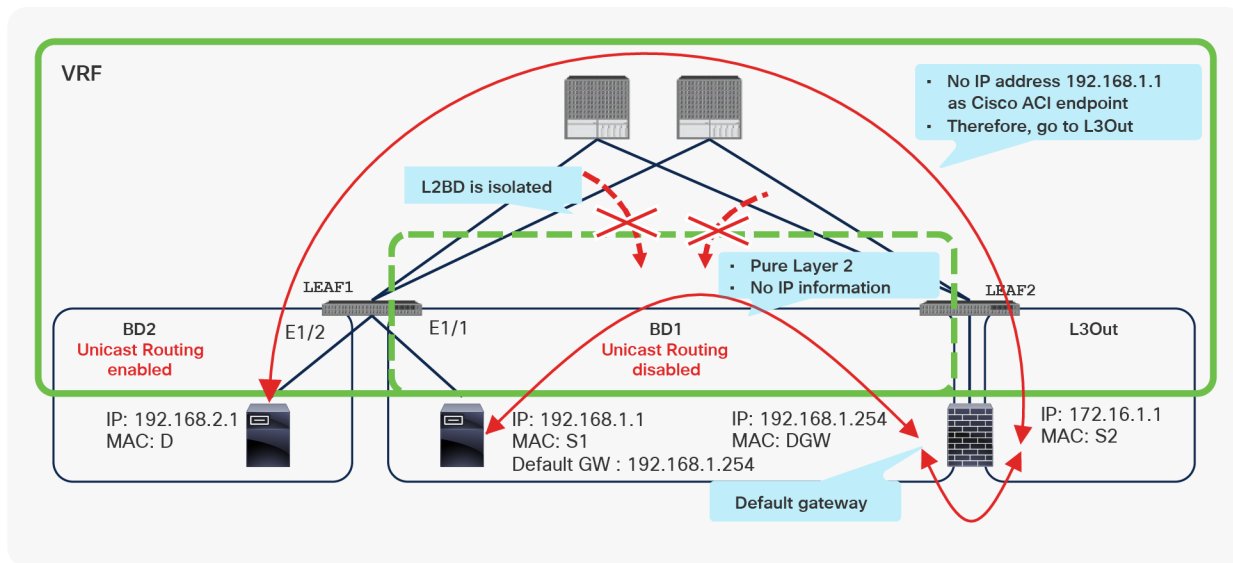 VRF
• No IP address 192.168.1.1
as Cisco ACI endpoint
• Therefore, go to L3Out
L2BD is isolated
• Pure Layer 2
• No IP information
LEAF1
LEAF2
BD2
Unicast Routing
enabled
E1/2
E1/1
BD1
Unicast Routing
disabled
L3Out
IP: 192.168.2.1
MAC: D
IP: 192.168.1.1
MAC: S1
Default GW : 192.168.1.254
IP: 192.168.1.254
MAC: DGW
IP: 172.16.1.1
MAC: S2
Default gateway